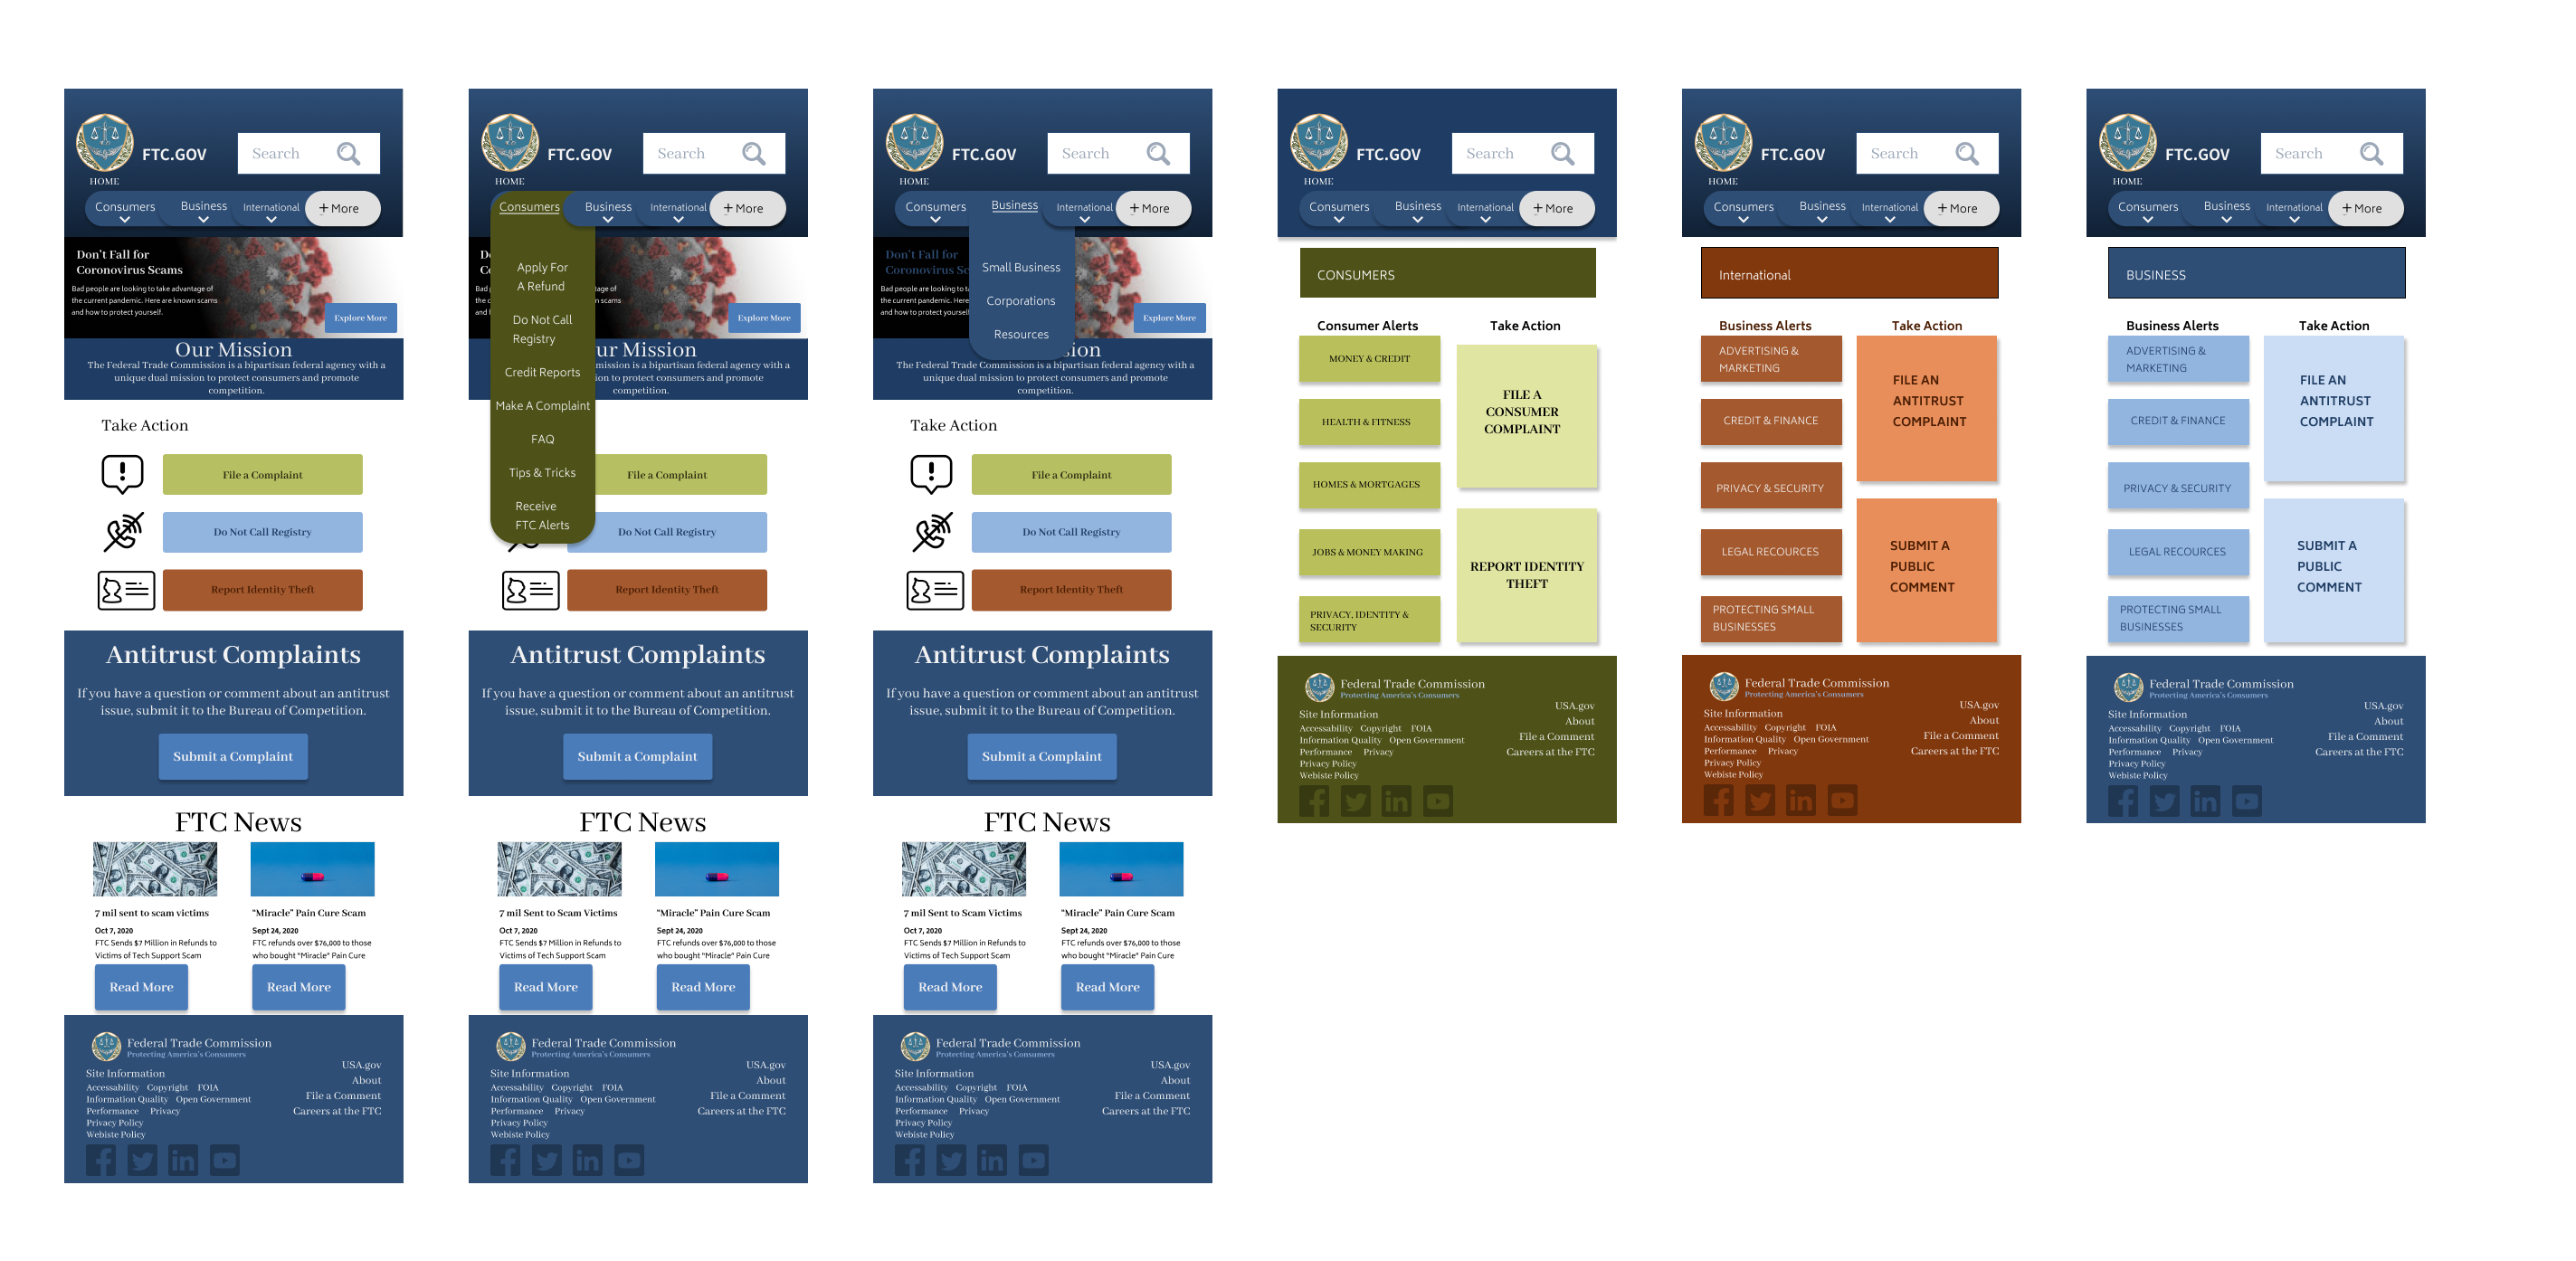 FTC.GOV
Search
HOME
Consumers
Business
International
+ More
Don't Fall for
Coronovirus Scams
Bad people are looking to take advantage of
the current pandemic. Here are known scams
and how to protect yourself.
Explore More
Our Mission
The Federal Trade Commission is a bipartisan federal agency with a
unique dual mission to protect consumers and promote
competition.
Take Action
File a Complaint
Do Not Call Registry
Report Identity Theft
Antitrust Complaints
If you have a question or comment about an antitrust
issue, submit it to the Bureau of Competition.
Submit a Complaint
FTC News
7 mil sent to scam victims
Oct 7, 2020
FTC Sends $7 Million in Refunds to
Victims of Tech Support Scam
Read More
"Miracle" Pain Cure Scam
Sept 24, 2020
FTC refunds over $76,000 to those
who bought "Miracle" Pain Cure
Read More
Federal Trade Commission
Protecting America's Consumers
Site Information
Accessability Copyright FOIA
Information Quality Open Government
Performance Privacy
Privacy Policy
Webiste Policy
USA.gov
About
File a Comment
Careers at the FTC
FTC.GOV
Search
HOME
Consumers
Business
International
+ More
Apply For
A Refund
Do Not Call
Registry
Credit Reports
Make A Complaint
FAQ
Tips & Tricks
Receive
FTC Alerts
Explore More
ur Mission
mission is a bipartisan federal agency with a
ion to protect consumers and promote
competition.
File a Complaint
Do Not Call Registry
Report Identity Theft
Antitrust Complaints
If you have a question or comment about an antitrust
issue, submit it to the Bureau of Competition.
Submit a Complaint
FTC News
7 mil Sent to Scam Victims
Oct 7, 2020
FTC Sends $7 Million in Refunds to
Victims of Tech Support Scam
Read More
"Miracle" Pain Cure Scam
Sept 24, 2020
FTC refunds over $76,000 to those
who bought "Miracle" Pain Cure
Read More
Federal Trade Commission
Protecting America's Consumers
Site Information
Accessability Copyright FOIA
Information Quality Open Government
Performance Privacy
Privacy Policy
Webiste Policy
USA.gov
About
File a Comment
Careers at the FTC
FTC.GOV
Search
HOME
Consumers
Business
International
+ More
Small Business
Corporations
Resources
Don't Fall for
Coronovirus Sc
Bad people are looking to t
the current pandemic. Here
and how to protect yourself
Explore More
sion
The Federal Trade Commission is a bipartisan federal agency with a
unique dual mission to protect consumers and promote
competition.
Take Action
File a Complaint
Do Not Call Registry
Report Identity Theft
Antitrust Complaints
If you have a question or comment about an antitrust
issue, submit it to the Bureau of Competition.
Submit a Complaint
FTC News
7 mil Sent to Scam Victims
Oct 7, 2020
FTC Sends $7 Million in Refunds to
Victims of Tech Support Scam
Read More
"Miracle" Pain Cure Scam
Sept 24, 2020
FTC refunds over $76,000 to those
who bought "Miracle" Pain Cure
Read More
Federal Trade Commission
Protecting America's Consumers
Site Information
Accessability Copyright FOIA
Information Quality Open Government
Performance Privacy
Privacy Policy
Webiste Policy
USA.gov
About
File a Comment
Careers at the FTC
FTC.GOV
Search
HOME
Consumers
Business
International
+ More
CONSUMERS
Consumer Alerts
MONEY & CREDIT
HEALTH & FITNESS
HOMES & MORTGAGES
JOBS & MONEY MAKING
PRIVACY, IDENTITY &
SECURITY
Take Action
FILE A
CONSUMER
COMPLAINT
REPORT IDENTITY
THEFT
Federal Trade Commission
Protecting America's Consumers
Site Information
Accessability Copyright FOIA
Information Quality Open Government
Performance Privacy
Privacy Policy
Webiste Policy
USA.gov
About
File a Comment
Careers at the FTC
FTC.GOV
Search
HOME
Consumers
Business
International
+ More
International
Business Alerts
ADVERTISING &
MARKETING
CREDIT & FINANCE
PRIVACY & SECURITY
LEGAL RECOURCES
PROTECTING SMALL
BUSINESSES
Take Action
FILE AN
ANTITRUST
COMPLAINT
SUBMIT A
PUBLIC
COMMENT
Federal Trade Commission
Protecting America's Consumers
Site Information
Accessability Copyright FOIA
Information Quality Open Government
Performance Privacy
Privacy Policy
Webiste Policy
USA.gov
About
File a Comment
Careers at the FTC
FTC.GOV
Search
HOME
Consumers
Business
International
+ More
BUSINESS
Business Alerts
ADVERTISING &
MARKETING
CREDIT & FINANCE
PRIVACY & SECURITY
LEGAL RECOURCES
PROTECTING SMALL
BUSINESSES
Take Action
FILE AN
ANTITRUST
COMPLAINT
SUBMIT A
PUBLIC
COMMENT
Federal Trade Commission
Protecting America's Consumers
Site Information
Accessability Copyright FOIA
Information Quality Open Government
Performance Privacy
Privacy Policy
Webiste Policy
USA.gov
About
File a Comment
Careers at the FTC